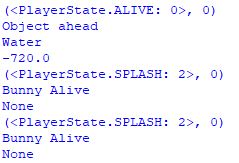 (<PlayerState.ALIVE: 0>, 0)
Object ahead
Water
-720.0
(<PlayerState.SPLASH: 2>, 0)
Bunny Alive
None
(<PlayerState.SPLASH: 2>, 0)
Bunny Alive
None